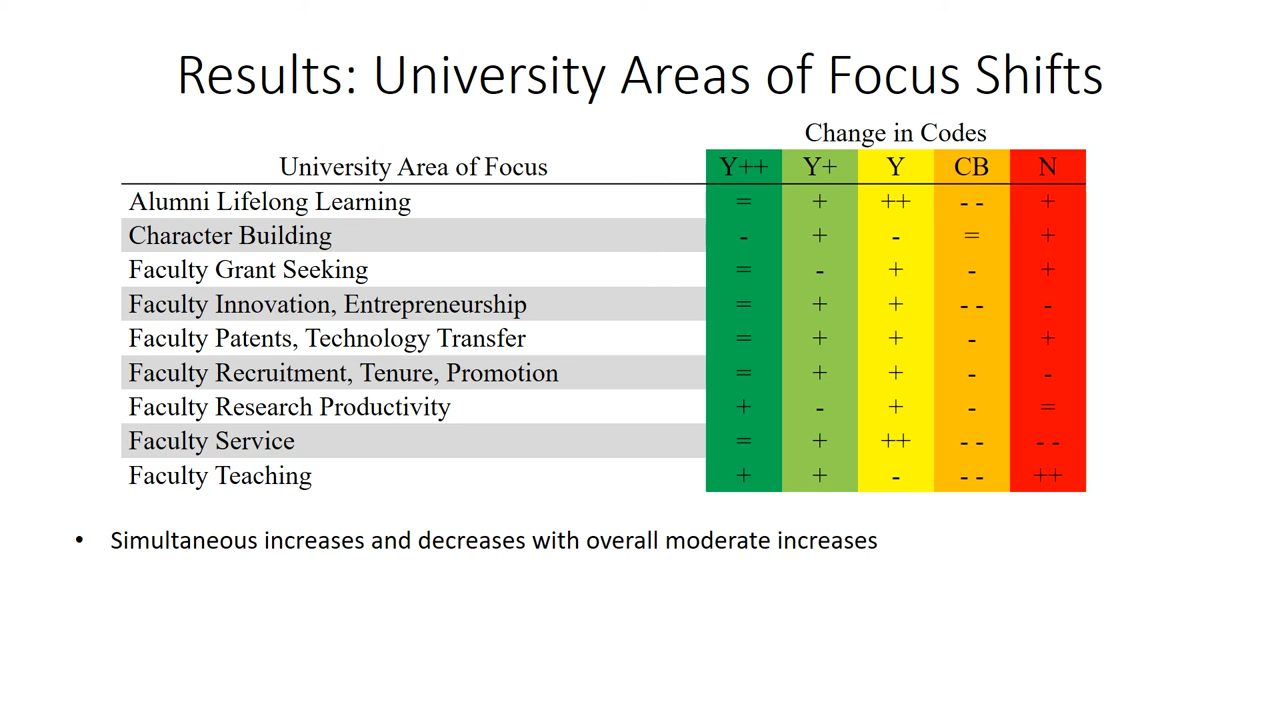 Results: University Areas of Focus Shifts
Change in Codes
University Area of Focus Y++ Y+ Y CB N
Alumni Lifelong Learning = + ++ - - +
Character Building - + - = +
Faculty Grant Seeking = - + - +
Faculty Innovation, Entrepreneurship = + + - - -
Faculty Patents, Technology Transfer = + + - +
Faculty Recruitment, Tenure, Promotion = + + - -
Faculty Research Productivity + - + - =
Faculty Service = + ++ - - - -
Faculty Teaching + + - - - ++
• Simultaneous increases and decreases with overall moderate increases